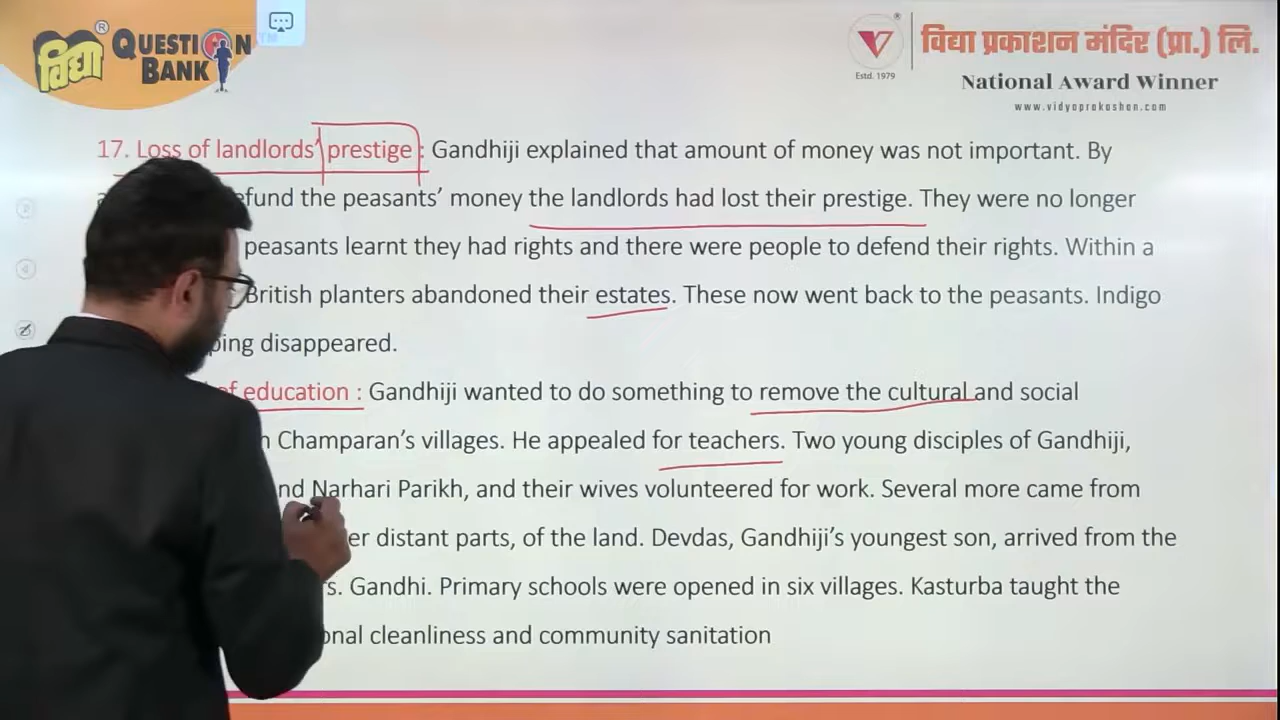 विद्या
QUESTION BANK
®
TM
Estd. 1979
विद्या प्रकाशन मंदिर (प्रा.) लि.
National Award Winner
www.vidyaprakashan.com
17. Loss of landlords' prestige : Gandhiji explained that amount of money was not important. By
efund the peasants' money the landlords had lost their prestige. They were no longer
peasants learnt they had rights and there were people to defend their rights. Within a
British planters abandoned their estates. These now went back to the peasants. Indigo
ping disappeared.
of education : Gandhiji wanted to do something to remove the cultural and social
Champaran's villages. He appealed for teachers. Two young disciples of Gandhiji,
nd Narhari Parikh, and their wives volunteered for work. Several more came from
er distant parts, of the land. Devdas, Gandhiji's youngest son, arrived from the
rs. Gandhi. Primary schools were opened in six villages. Kasturba taught the
onal cleanliness and community sanitation